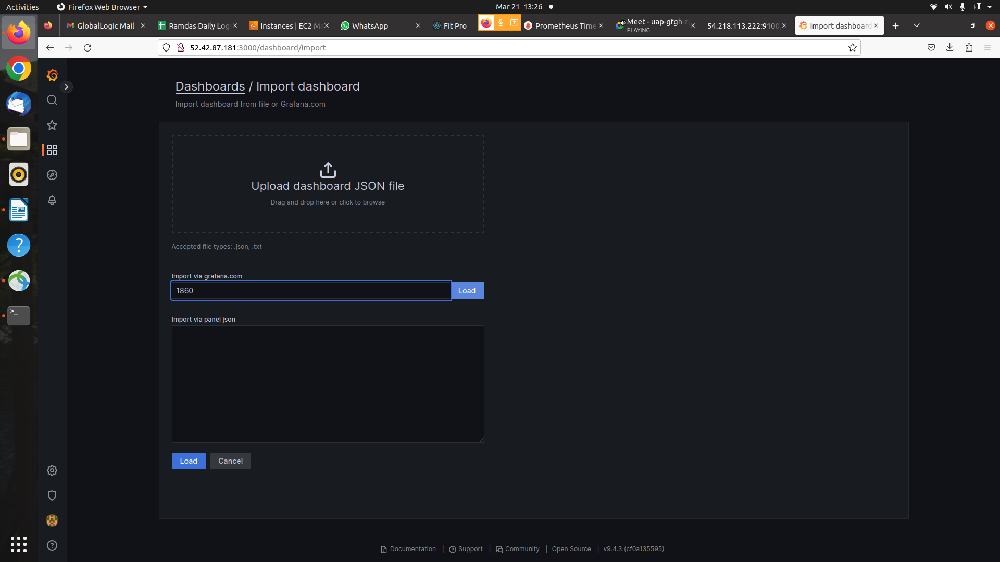 Activities
Firefox Web Browser
Mar 21 13:26
GlobalLogic Mail
Ramdas Daily Log
Instances | EC2 Ma
WhatsApp
Fit Pro
Prometheus Time
Meet - uap-gfgh-z
PLAYING
54.218.113.222:9100
Import dashboard
52.42.87.181:3000/dashboard/import
Dashboards / Import dashboard
Import dashboard from file or Grafana.com
Upload dashboard JSON file
Drag and drop here or click to browse
Accepted file types: .json, .txt
Import via grafana.com
1860
Load
Import via panel json
Load
Cancel
Documentation
Support
Community
Open Source
v9.4.3 (cf0a135595)